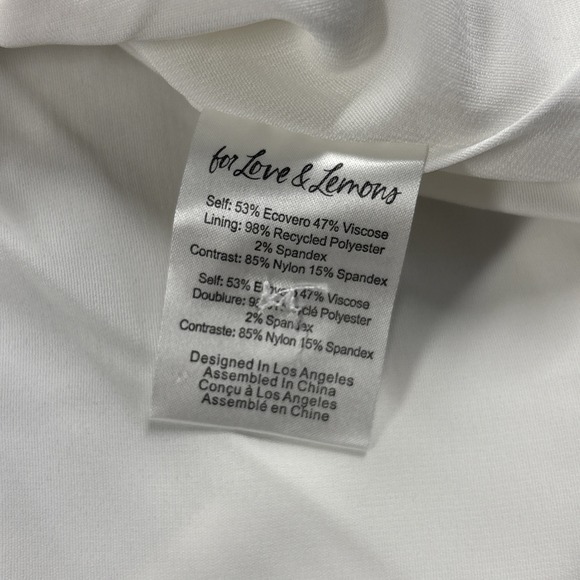 for Love & Lemons
Self: 53% Ecovero 47% Viscose
Lining: 98% Recycled Polyester
2% Spandex
Contrast: 85% Nylon 15% Spandex
Self: 53% 47% Viscose
Doublure: Polyester
2% Spandex
Contraste: 85% Nylon 15% Spandex
Designed In Los Angeles
Assembled In China
Conçu à Los Angeles
Assemblé en Chine